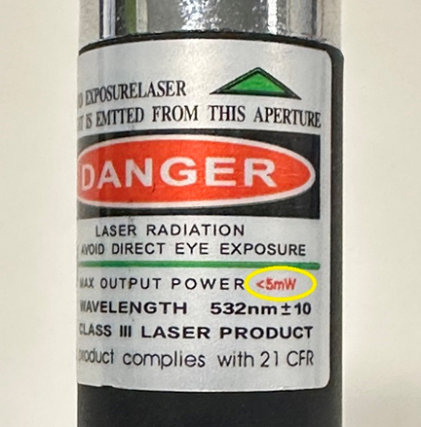 EXPOSURELASER
IS EMTTED FROM THIS APERTURE
DANGER
LASER RADIATION
AVOID DIRECT EYE EXPOSURE
MAX OUTPUT POWER <5mW
WAVELENGTH 532nm±10
CLASS III LASER PRODUCT
product complies with 21 CFR